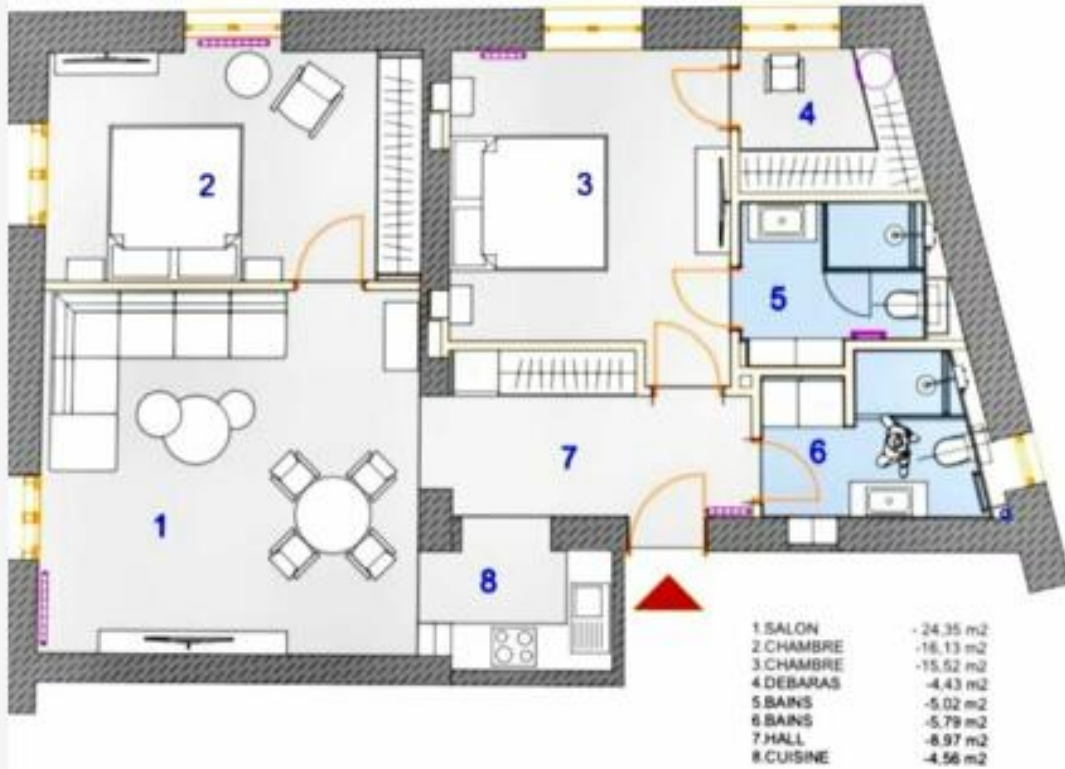 2
3
4
5
6
7
1
8
1.SALON - 24,35 m2
2.CHAMBRE -16,13 m2
3.CHAMBRE -15,52 m2
4.DEBARAS -4,43 m2
5.BAINS -5,02 m2
6.BAINS -5,79 m2
7.HALL -8,97 m2
8.CUISINE -4,56 m2